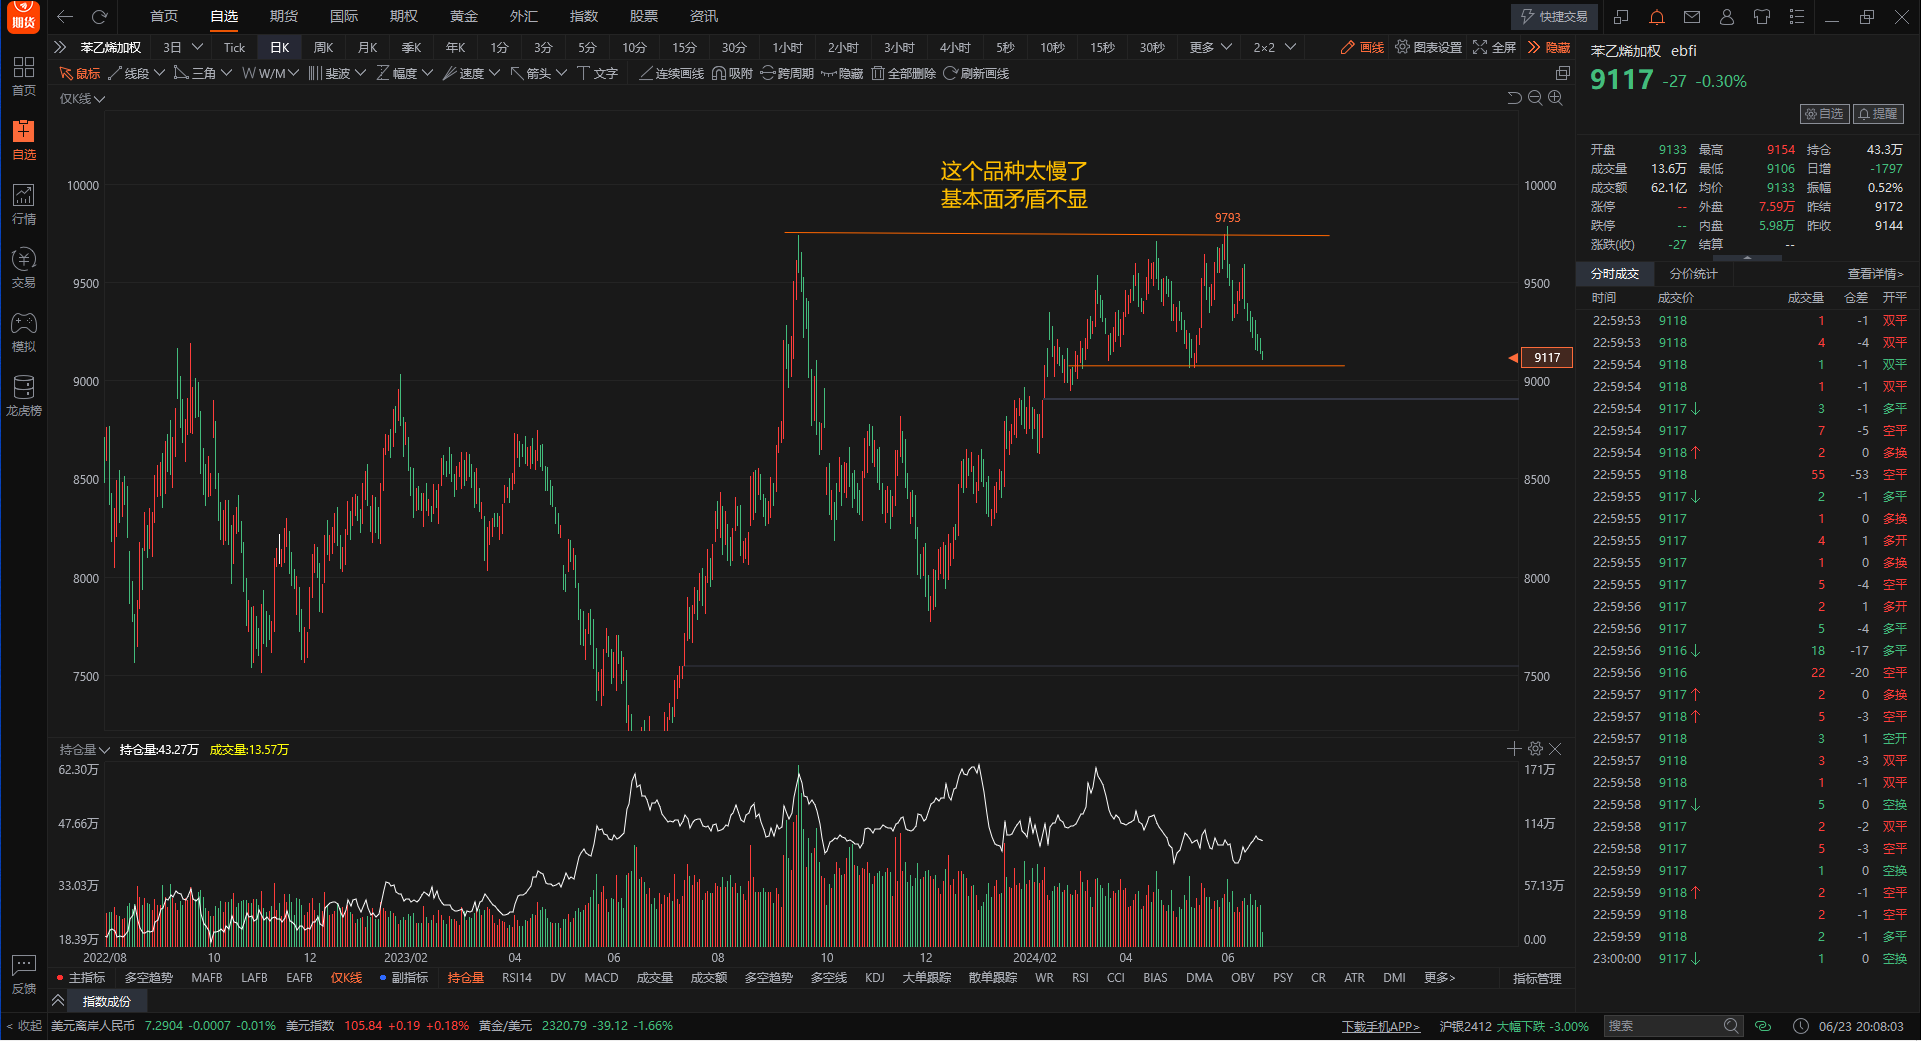 期货
首页 自选 期货 国际 期权 黄金 外汇 指数 股票 资讯
快捷交易
苯乙烯加权 3日 Tick 日K 周K 月K 季K 年K 1分 3分 5分 10分 15分 30分 1小时 2小时 3小时 4小时 5秒 10秒 15秒 30秒 更多 2×2 画线 图表设置 全屏 隐藏
鼠标 线段 三角 W/M 斐波 幅度 速度 箭头 文字 连续画线 吸附 跨周期 隐藏 全部删除 刷新画线
首页
自选
行情
交易
模拟
龙虎榜
反馈
< 收起
仅K线
这个品种太慢了
基本面矛盾不显
9793
10000 10000
9500 9500
9117
9000 9000
8500 8500
8000 8000
7500 7500
持仓量 持仓量:43.27万 成交量:13.57万
62.30万 171万
47.66万 114万
33.03万 57.13万
18.39万 0.00
2022/08 10 12 2023/02 04 06 08 10 12 2024/02 04 06
主指标 多空趋势 MAFB LAFB EAFB 仅K线 副指标 持仓量 RSI14 DV MACD 成交量 成交额 多空趋势 多空线 KDJ 大单跟踪 散单跟踪 WR RSI CCI BIAS DMA OBV PSY CR ATR DMI 更多> 指标管理
指数成份
美元离岸人民币 7.2904 -0.0007 -0.01% 美元指数 105.84 +0.19 +0.18% 黄金/美元 2320.79 -39.12 -1.66%
下载手机APP> 沪银2412 大幅下跌 -3.00% 搜索 06/23 20:08:03
苯乙烯加权 ebfi
9117 -27 -0.30%
自选 提醒
开盘 9133 最高 9154 持仓 43.3万
成交量 13.6万 最低 9106 日增 -1797
成交额 62.1亿 均价 9133 振幅 0.52%
涨停 -- 外盘 7.59万 昨结 9172
跌停 -- 内盘 5.98万 昨收 9144
涨跌(收) -27 结算 --
分时成交 分价统计 查看详情>
时间 成交价 成交量 仓差 开平
22:59:53 9118 1 -1 双平
22:59:53 9118 4 -4 双平
22:59:54 9118 1 -1 双平
22:59:54 9118 1 -1 双平
22:59:54 9117↓ 3 -1 多平
22:59:54 9117 7 -5 空平
22:59:54 9118↑ 2 0 多换
22:59:55 9118 55 -53 空平
22:59:55 9117↓ 2 -1 多平
22:59:55 9117 1 0 多换
22:59:55 9117 4 1 多开
22:59:55 9117 1 0 多换
22:59:55 9117 5 -4 空平
22:59:56 9117 2 1 多开
22:59:56 9117 5 -4 多平
22:59:56 9116↓ 18 -17 多平
22:59:56 9116 22 -20 空平
22:59:57 9117↑ 2 0 多换
22:59:57 9118↑ 5 -3 空平
22:59:57 9118 3 1 空开
22:59:57 9118 3 -3 双平
22:59:58 9118 1 -1 双平
22:59:58 9117↓ 5 0 空换
22:59:58 9117 2 -2 双平
22:59:58 9117 5 -3 空平
22:59:59 9117 1 0 空换
22:59:59 9118↑ 2 -1 空平
22:59:59 9118 2 -1 空平
22:59:59 9118 2 -1 多平
23:00:00 9117↓ 1 0 空换